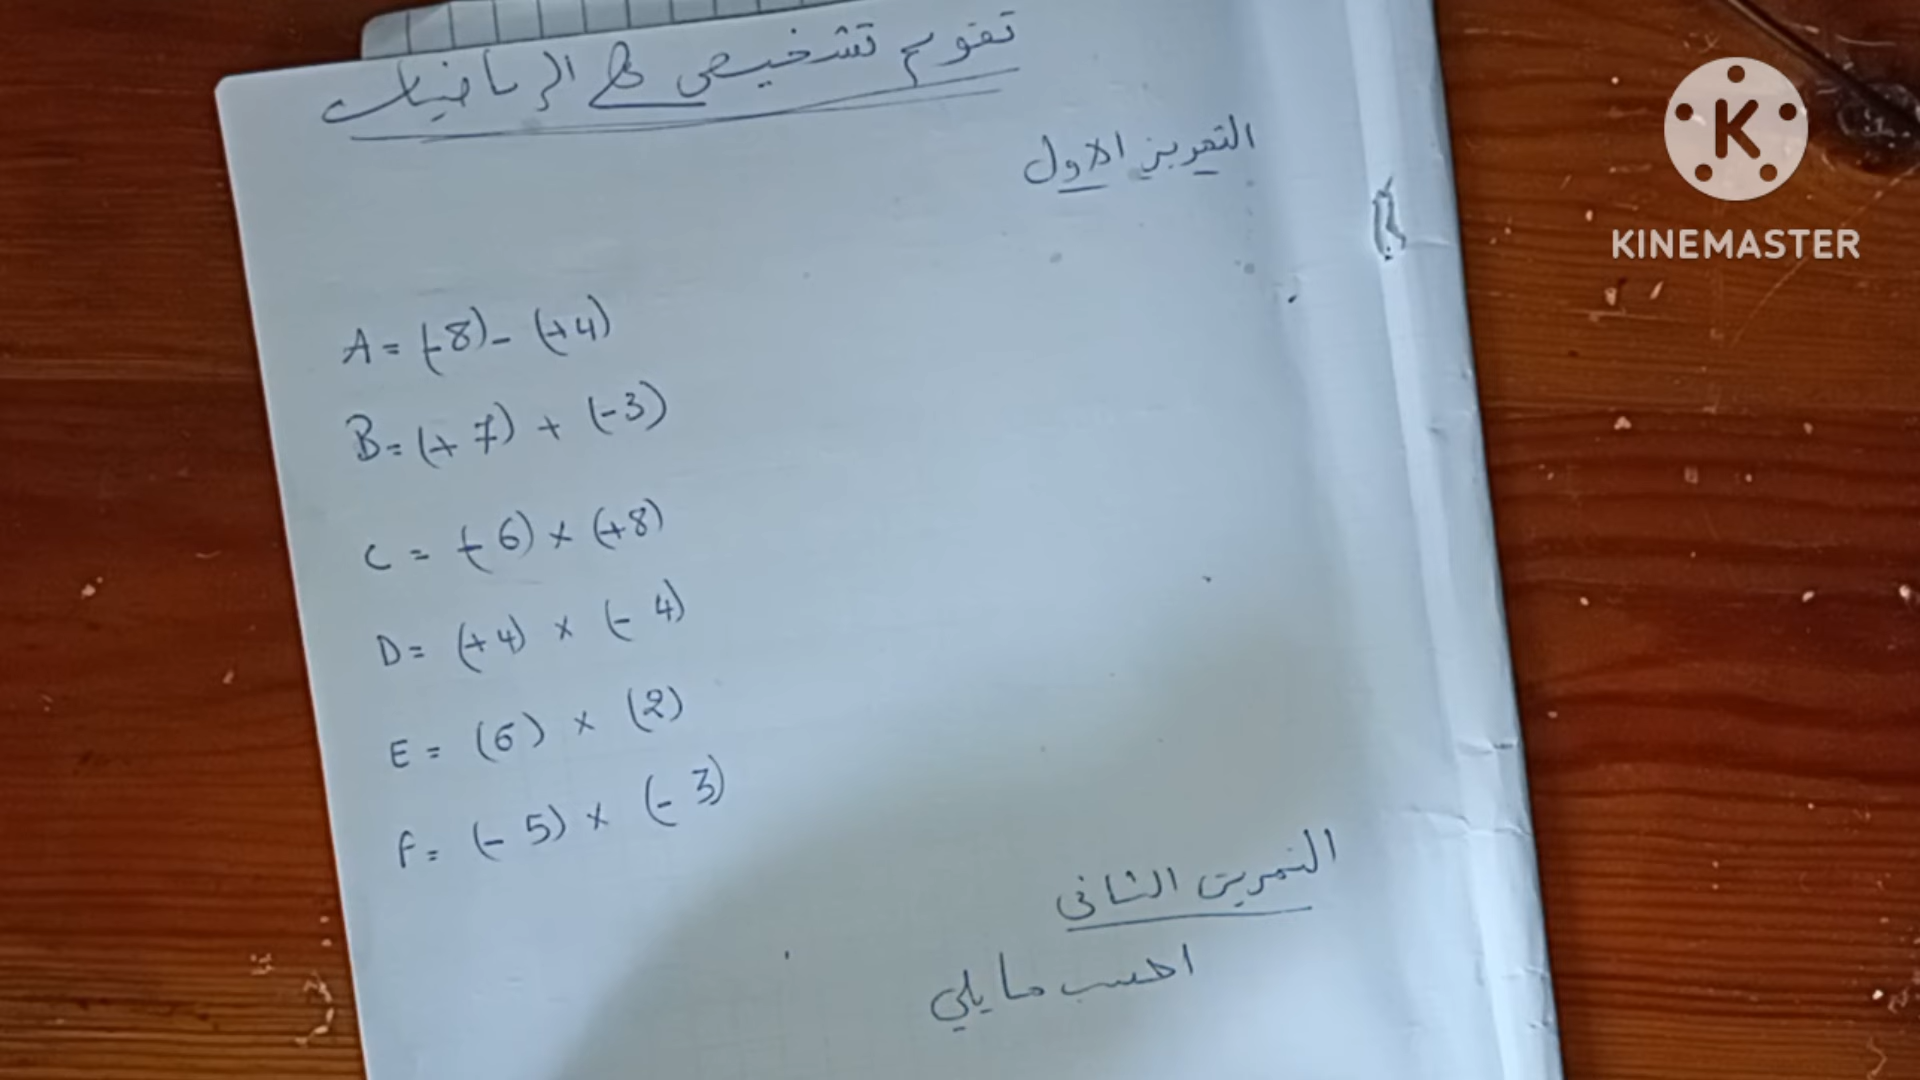 تقويم تشخيصي في الرياضيات
التمرين الاول
A = (-8) - (+4)
B = (+7) + (-3)
C = (-6) × (+8)
D = (+4) × (-4)
E = (6) × (2)
F = (-5) × (-3)
التمرين الثاني
احسب ما يلي
K
KINEMASTER